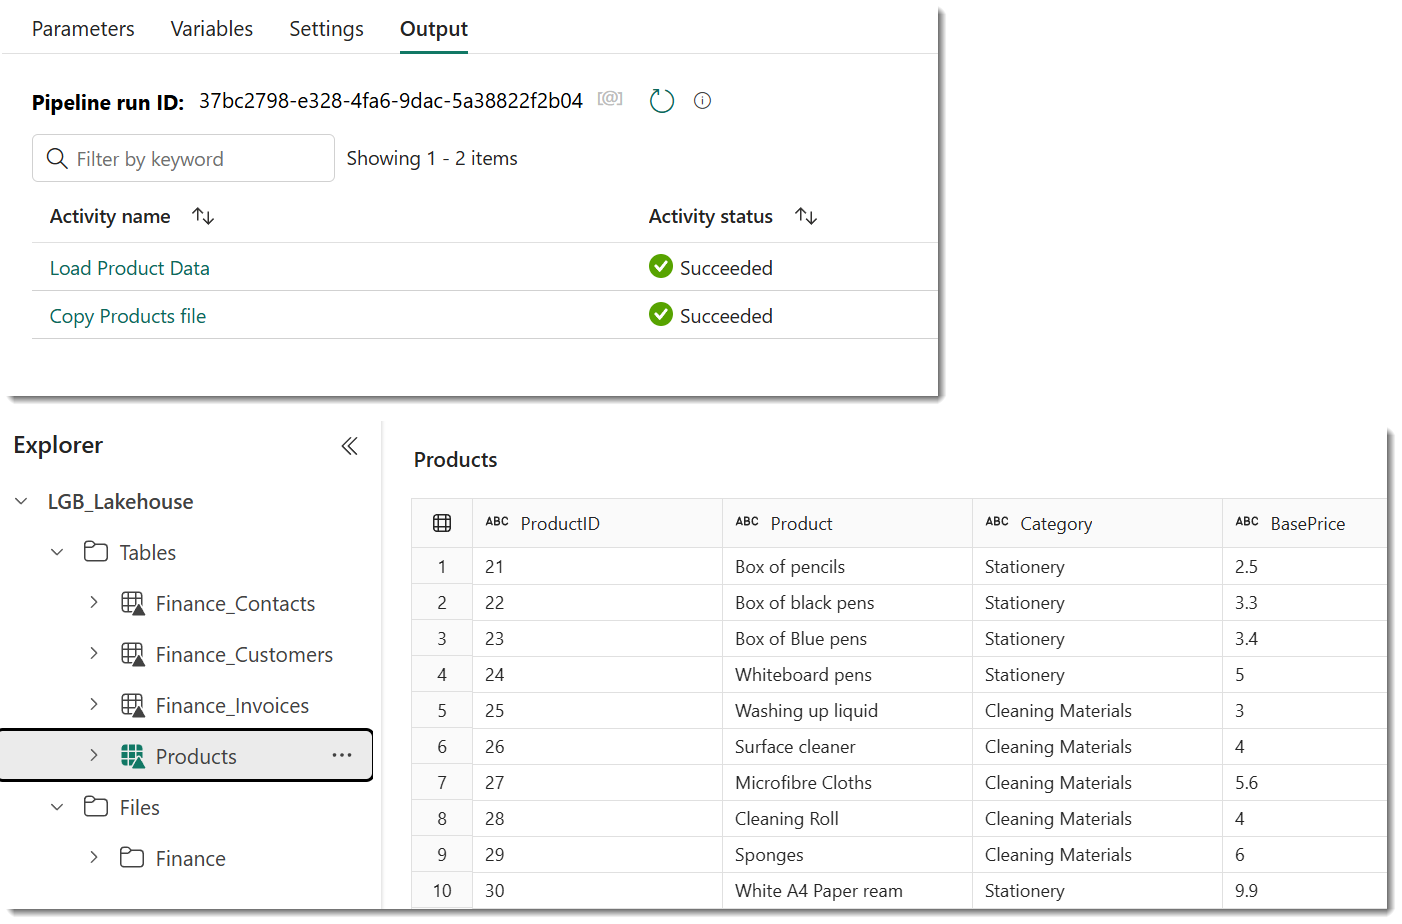 Parameters Variables Settings Output
Pipeline run ID: 37bc2798-e328-4fa6-9dac-5a38822f2b04 [@]
Filter by keyword Showing 1 - 2 items
Activity name Activity status
Load Product Data Succeeded
Copy Products file Succeeded
Explorer
LGB_Lakehouse
Tables
Finance_Contacts
Finance_Customers
Finance_Invoices
Products ...
Files
Finance
Products
ABC ProductID ABC Product ABC Category ABC BasePrice
1 21 Box of pencils Stationery 2.5
2 22 Box of black pens Stationery 3.3
3 23 Box of Blue pens Stationery 3.4
4 24 Whiteboard pens Stationery 5
5 25 Washing up liquid Cleaning Materials 3
6 26 Surface cleaner Cleaning Materials 4
7 27 Microfibre Cloths Cleaning Materials 5.6
8 28 Cleaning Roll Cleaning Materials 4
9 29 Sponges Cleaning Materials 6
10 30 White A4 Paper ream Stationery 9.9